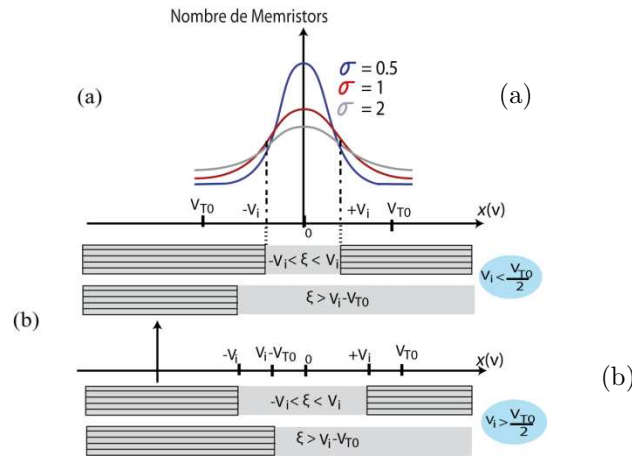 Nombre de Memristors
σ = 0.5
σ = 1
σ = 2
(a)
(a)
V_T0 -V_i 0 +V_i V_T0 x(v)
-V_i < ξ < V_i
V_i < V_T0/2
ξ > V_i-V_T0
(b)
-V_i V_i-V_T0 0 +V_i V_T0 x(v)
(b)
-V_i < ξ < V_i
V_i > V_T0/2
ξ > V_i-V_T0